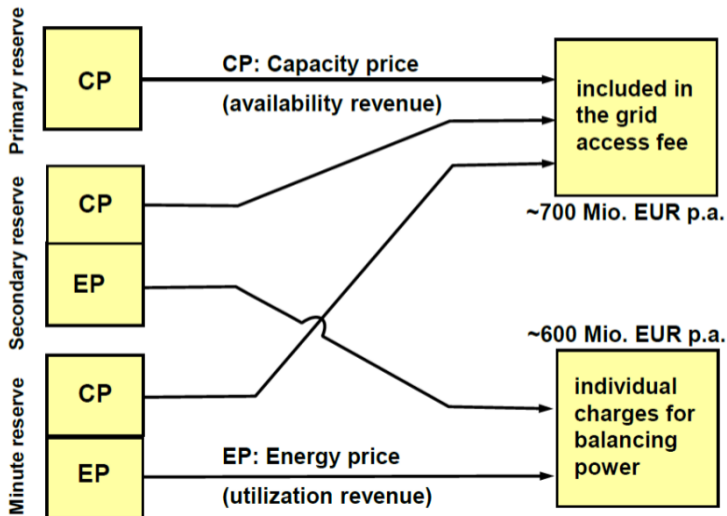 Primary reserve
CP
CP: Capacity price
(availability revenue)
included in
the grid
access fee
~700 Mio. EUR p.a.
Secondary reserve
CP
EP
~600 Mio. EUR p.a.
Minute reserve
CP
EP
EP: Energy price
(utilization revenue)
individual
charges for
balancing
power